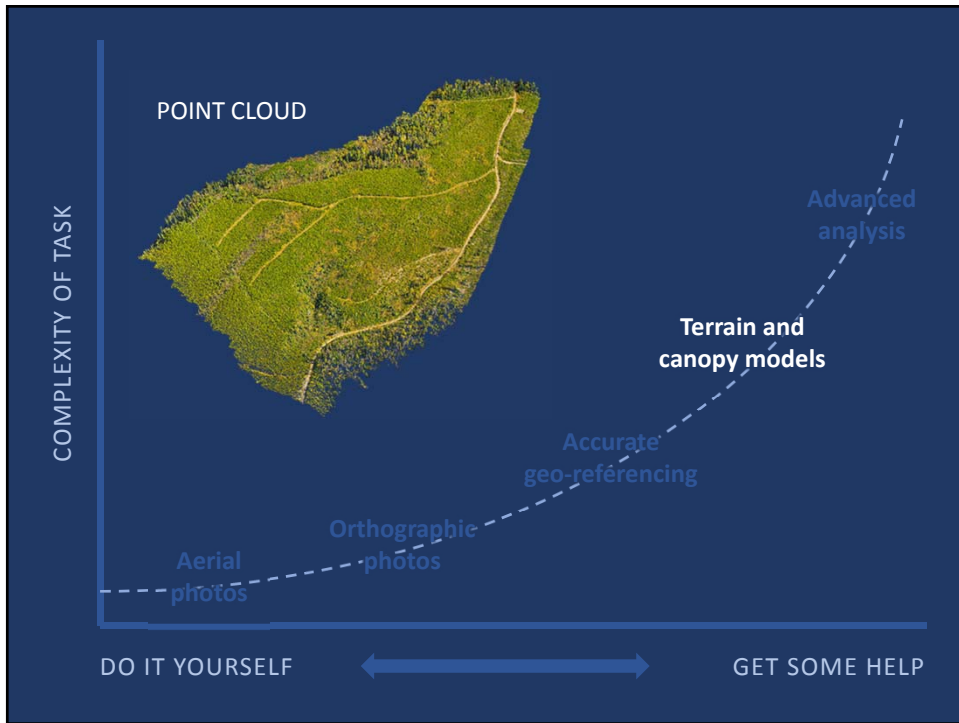 POINT CLOUD
COMPLEXITY OF TASK
Advanced
analysis
Terrain and
canopy models
Accurate
geo-referencing
Orthographic
photos
Aerial
photos
DO IT YOURSELF
GET SOME HELP